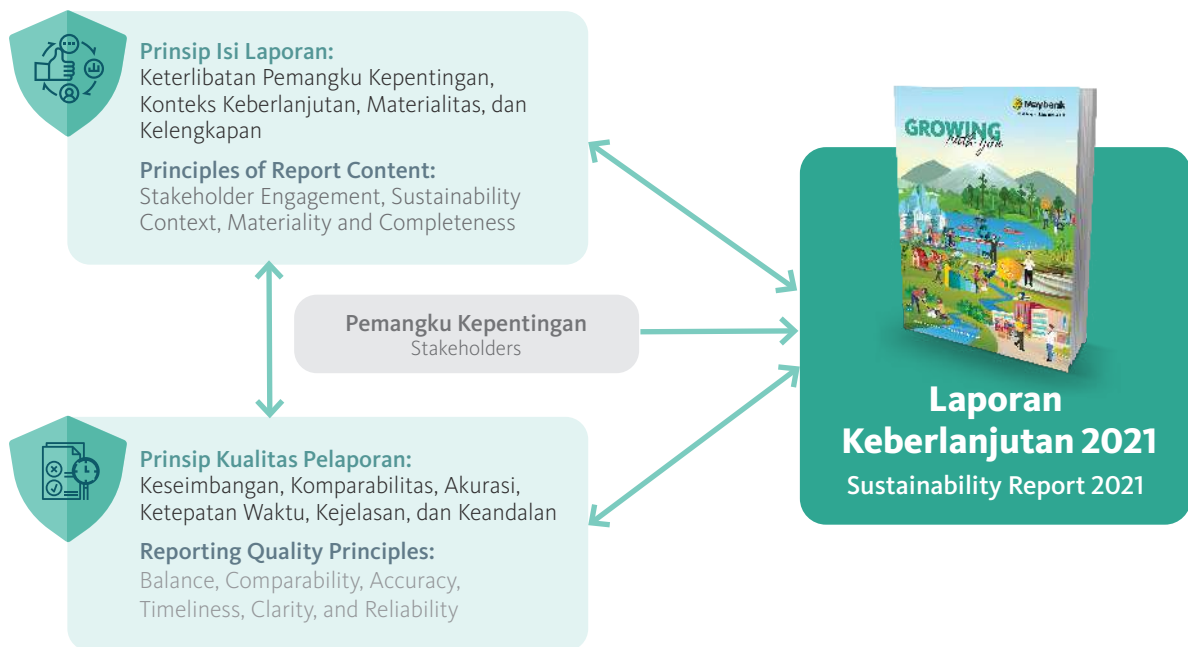 Prinsip Isi Laporan:
Keterlibatan Pemangku Kepentingan,
Konteks Keberlanjutan, Materialitas, dan
Kelengkapan
Principles of Report Content:
Stakeholder Engagement, Sustainability
Context, Materiality and Completeness
Pemangku Kepentingan
Stakeholders
Prinsip Kualitas Pelaporan:
Keseimbangan, Komparabilitas, Akurasi,
Ketepatan Waktu, Kejelasan, dan Keandalan
Reporting Quality Principles:
Balance, Comparability, Accuracy,
Timeliness, Clarity, and Reliability
Maybank
GROWING
with you
Laporan
Keberlanjutan 2021
Sustainability Report 2021